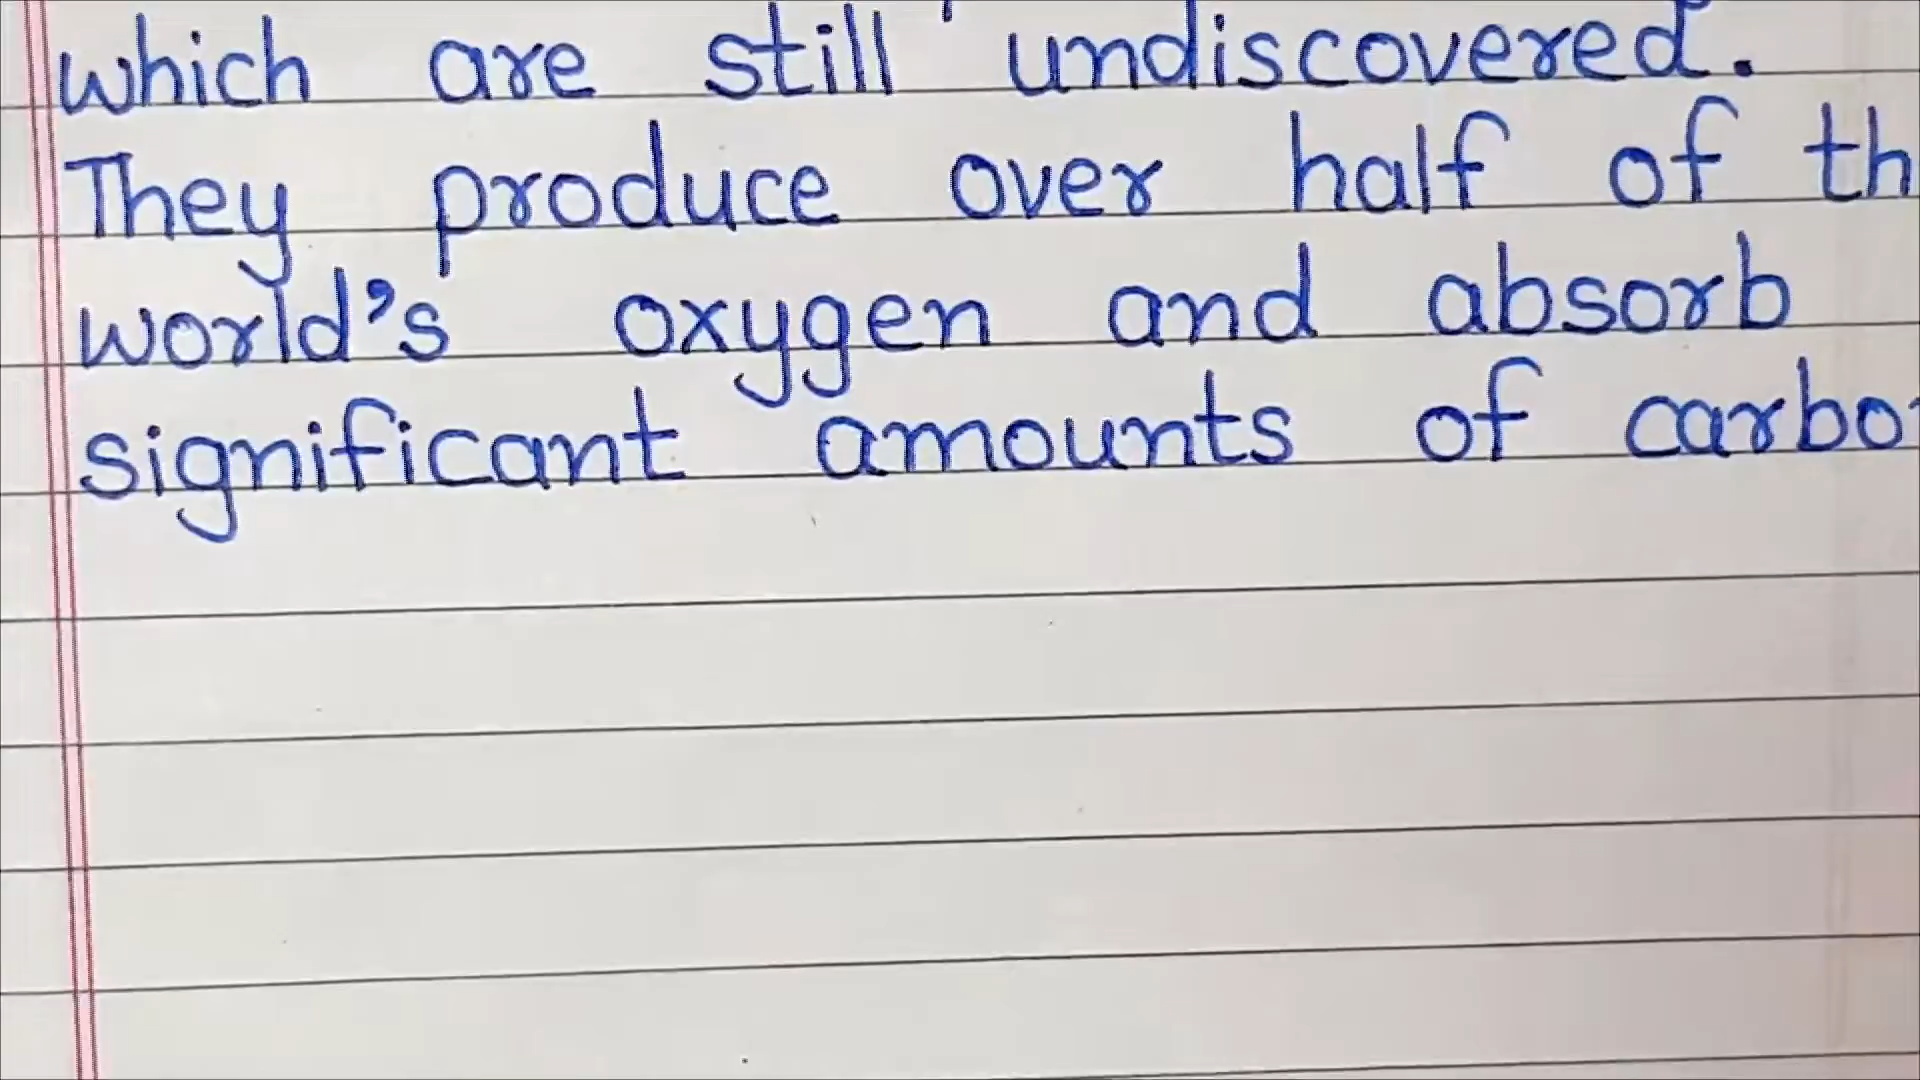 which are still undiscovered.
They produce over half of th
world's oxygen and absorb
significant amounts of carbo